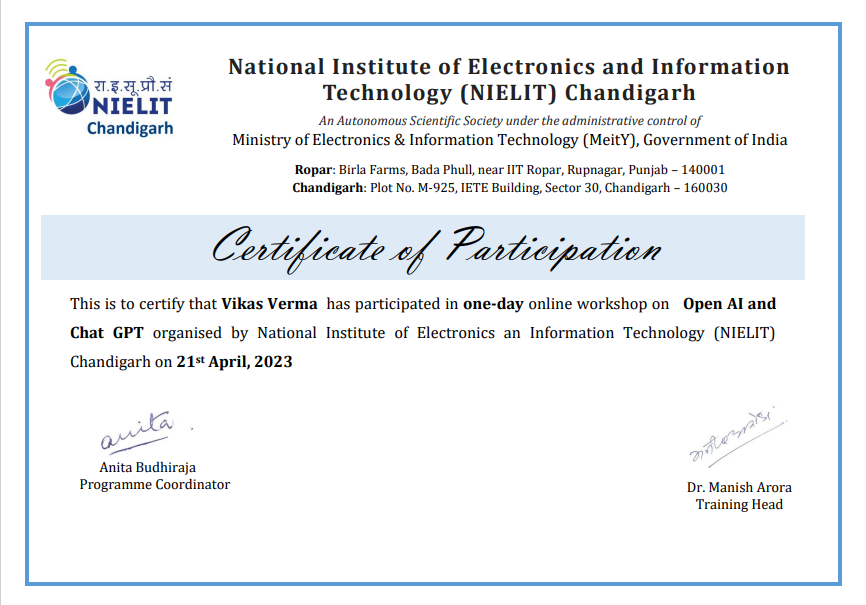 रा.इ.सू.प्रौ.सं
NIELIT
Chandigarh
National Institute of Electronics and Information
Technology (NIELIT) Chandigarh
An Autonomous Scientific Society under the administrative control of
Ministry of Electronics & Information Technology (MeitY), Government of India
Ropar: Birla Farms, Bada Phull, near IIT Ropar, Rupnagar, Punjab – 140001
Chandigarh: Plot No. M-925, IETE Building, Sector 30, Chandigarh – 160030
Certificate of Participation
This is to certify that Vikas Verma has participated in one-day online workshop on Open AI and
Chat GPT organised by National Institute of Electronics an Information Technology (NIELIT)
Chandigarh on 21st April, 2023
anita
Anita Budhiraja
Programme Coordinator
Dr. Manish Arora
Training Head